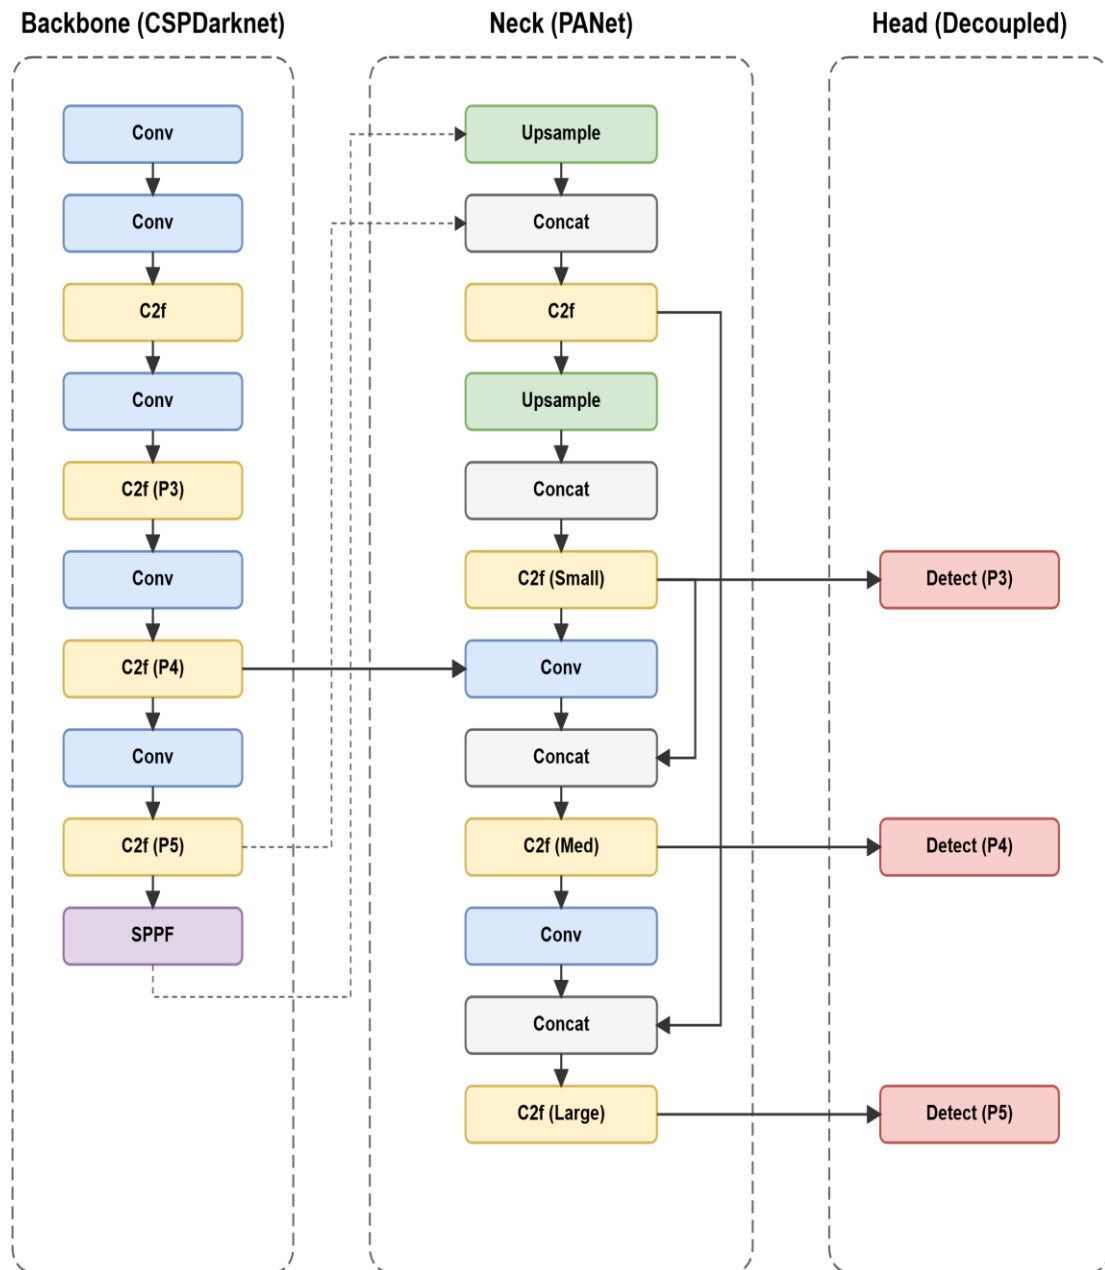 Backbone (CSPDarknet)
Conv
Conv
C2f
Conv
C2f (P3)
Conv
C2f (P4)
Conv
C2f (P5)
SPPF
Neck (PANet)
Upsample
Concat
C2f
Upsample
Concat
C2f (Small)
Conv
Concat
C2f (Med)
Conv
Concat
C2f (Large)
Head (Decoupled)
Detect (P3)
Detect (P4)
Detect (P5)